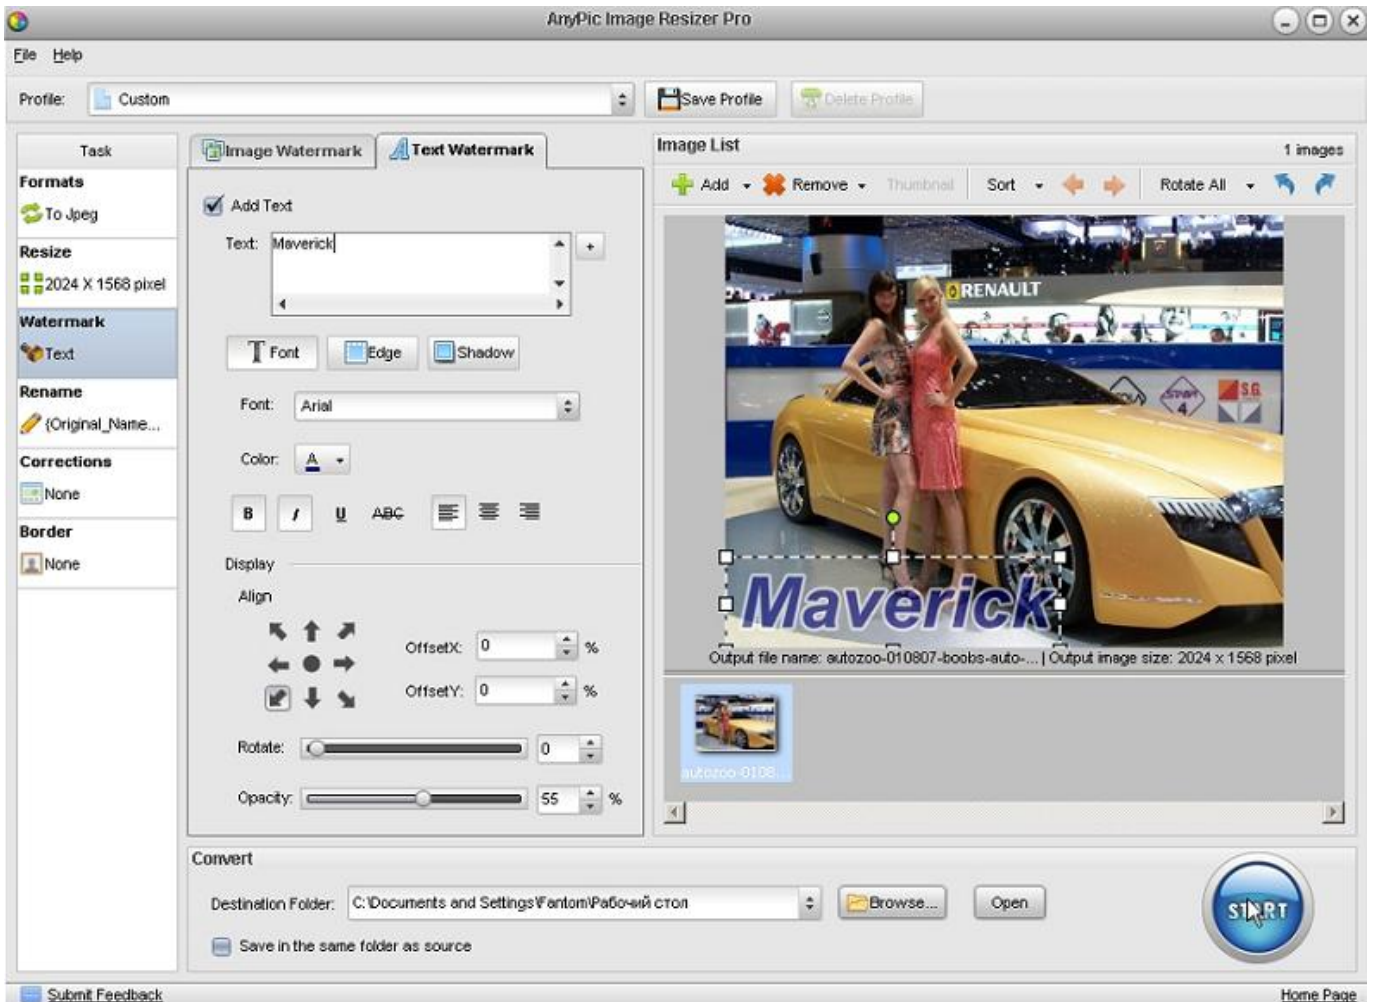 AnyPic Image Resizer Pro
File Help
Profile: Custom Save Profile Delete Profile
Task
Formats
To Jpeg
Resize
2024 X 1568 pixel
Watermark
Text
Rename
{Original_Name...
Corrections
None
Border
None
Image Watermark Text Watermark
Add Text
Text: Maverick
+
Font Edge Shadow
Font: Arial
Color: A
B I U ABC
Display
Align
OffsetX: 0 %
OffsetY: 0 %
Rotate: 0
Opacity: 55 %
Image List 1 images
Add Remove Thumbnail Sort Rotate All
RENAULT
START
4
S.G.
Maverick
Output file name: autozoo-010807-boobs-auto-... | Output image size: 2024 x 1568 pixel
autozoo-0108...
Convert
Destination Folder: C:\Documents and Settings\Fantom\Рабочий стол Browse... Open
Save in the same folder as source
START
Submit Feedback Home Page